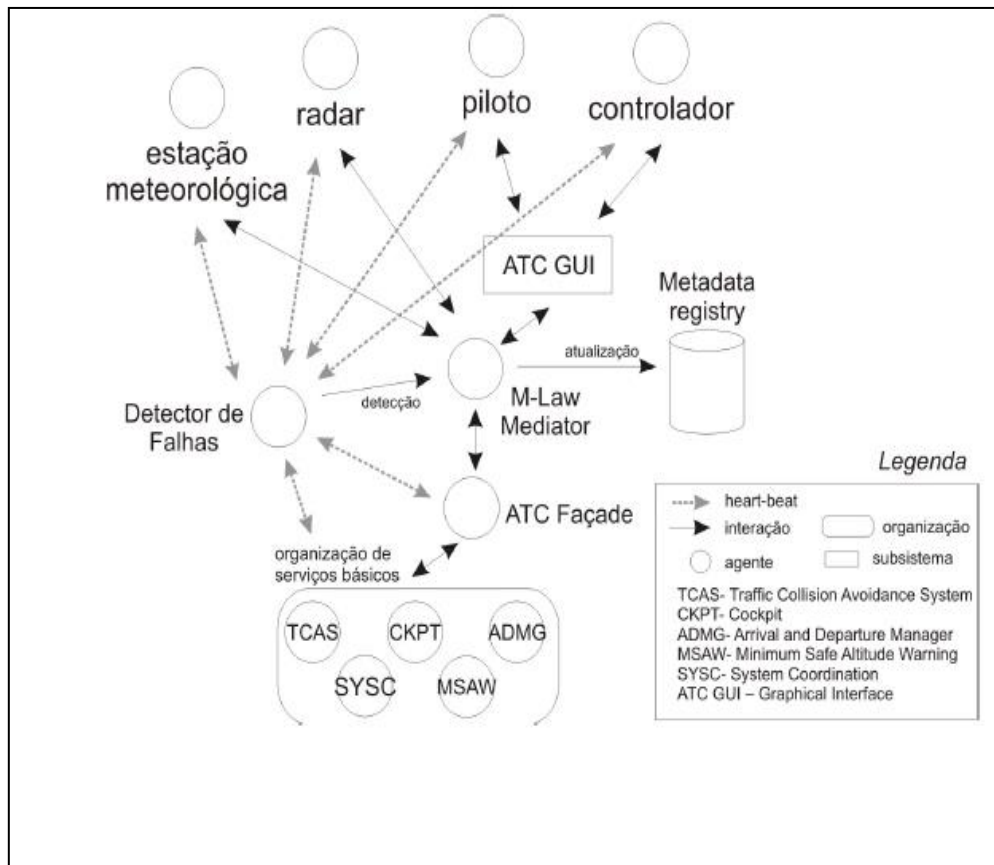 radar
piloto
controlador
estação
meteorológica
ATC GUI
Metadata
registry
atualização
detecção
M-Law
Mediator
Detector de
Falhas
ATC Façade
organização de
serviços básicos
TCAS
CKPT
ADMG
SYSC
MSAW
Legenda
heart-beat
interação
organização
agente
subsistema
TCAS- Traffic Collision Avoidance System
CKPT- Cockpit
ADMG- Arrival and Departure Manager
MSAW- Minimum Safe Altitude Warning
SYSC- System Coordination
ATC GUI – Graphical Interface